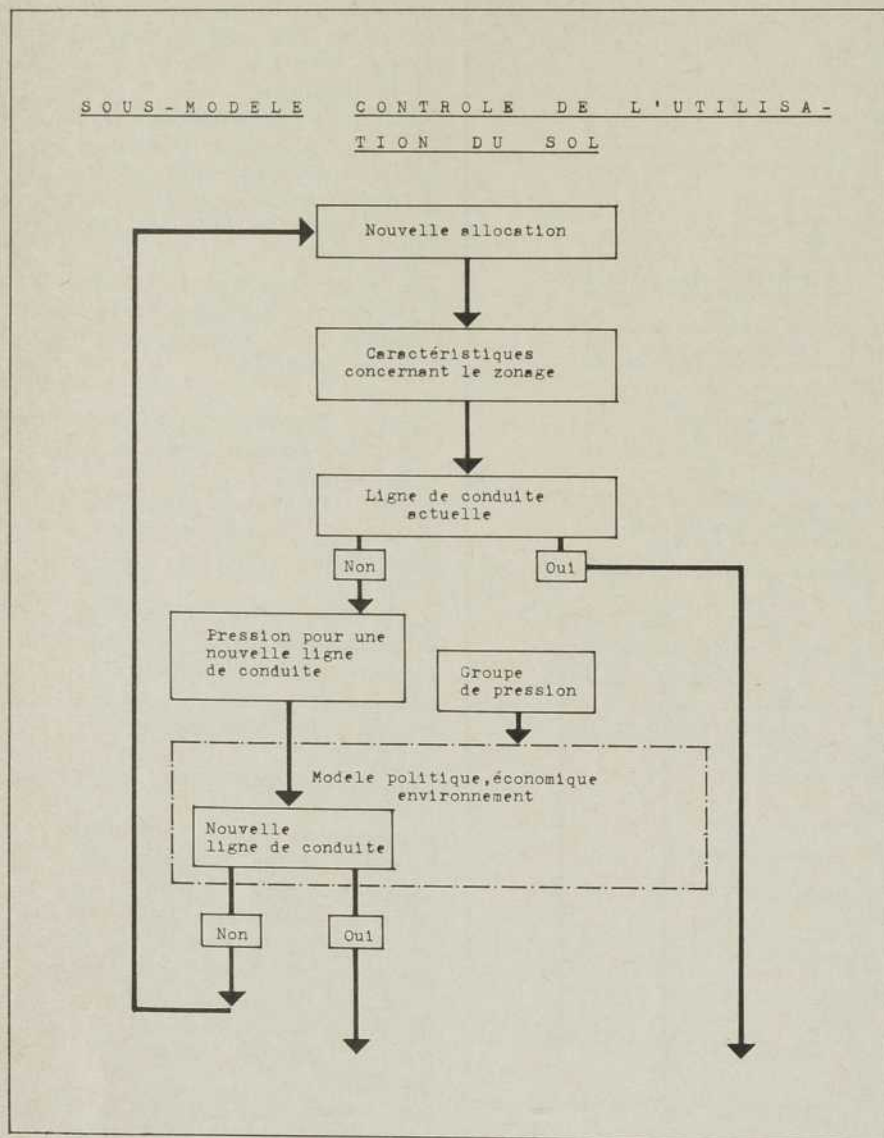 SOUS-MODELE CONTROLE DE L'UTILISA-
TION DU SOL
Nouvelle allocation
Caractéristiques
concernant le zonage
Ligne de conduite
actuelle
Non
Oui
Pression pour une
nouvelle ligne
de conduite
Groupe
de pression
Modele politique,économique
environnement
Nouvelle
ligne de conduite
Non
Oui